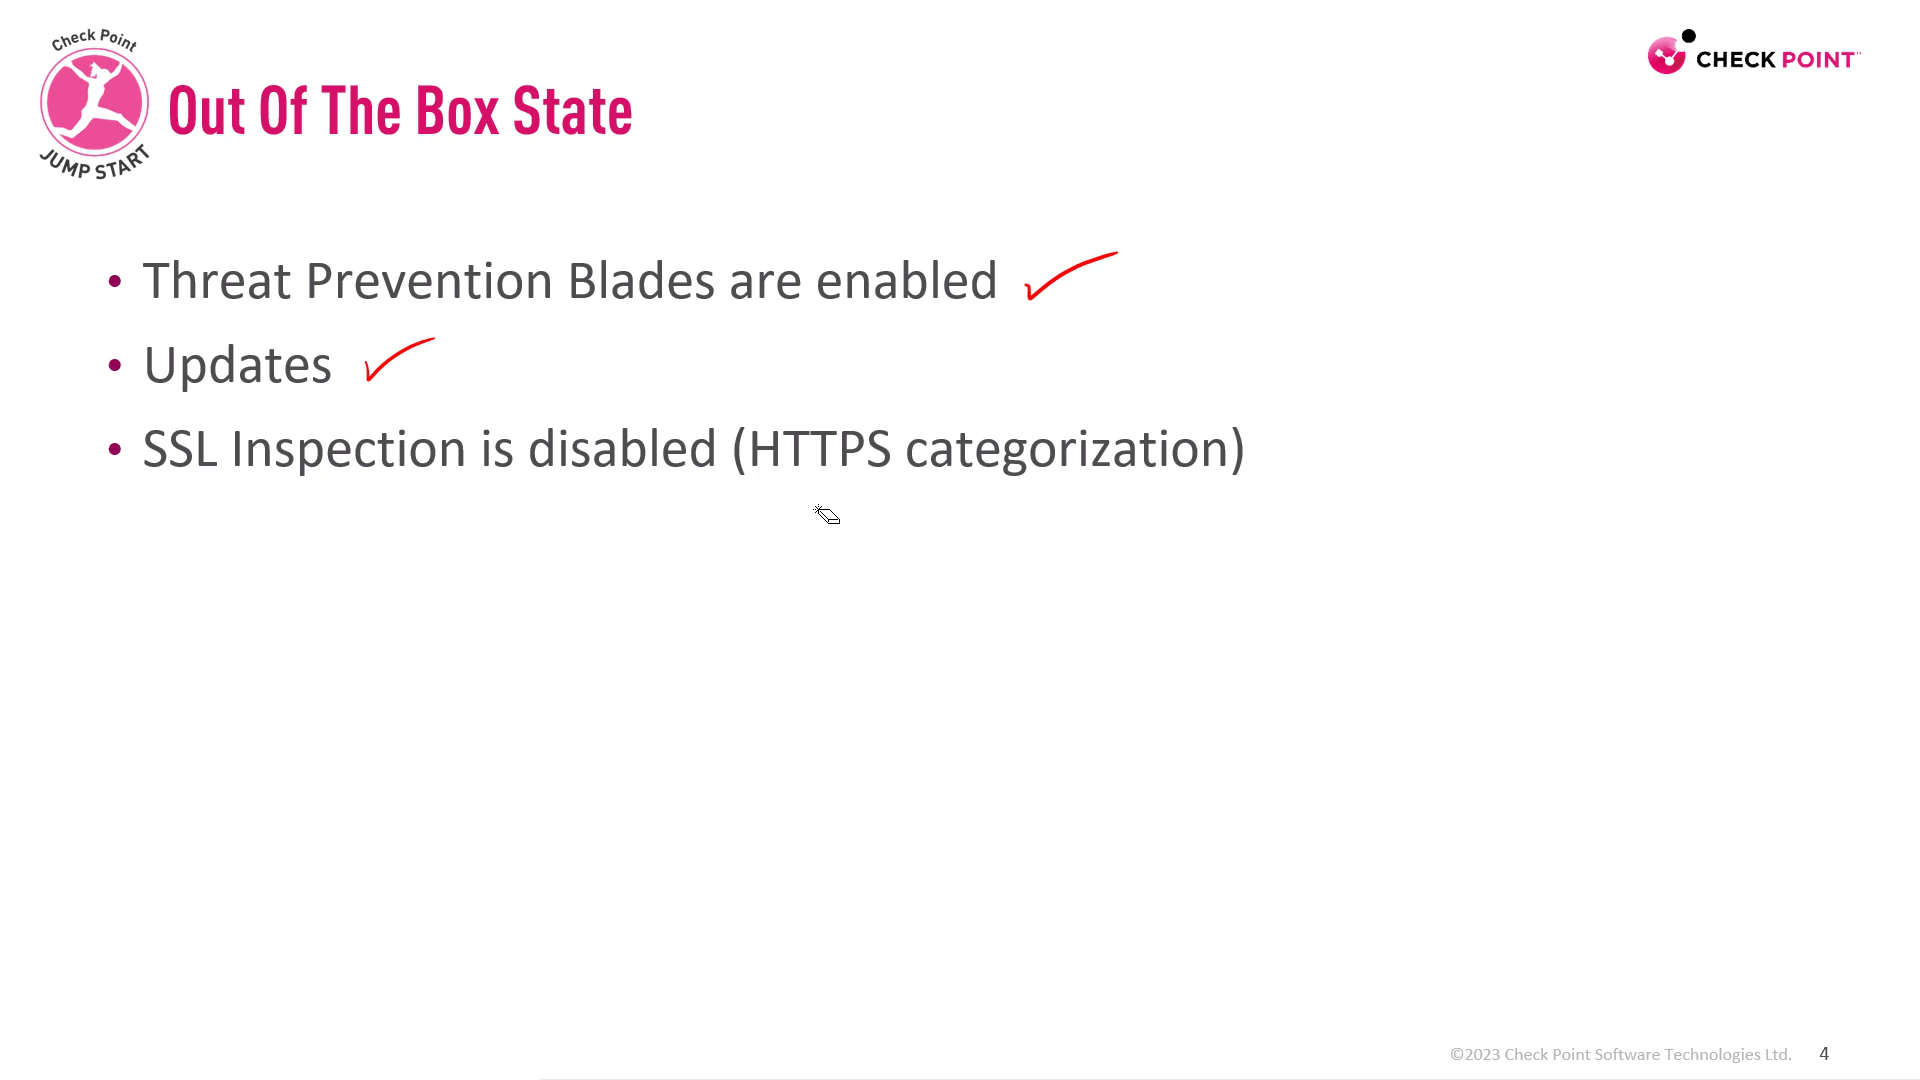 Check Point
JUMP START
Out Of The Box State
CHECK POINT™
• Threat Prevention Blades are enabled
• Updates
• SSL Inspection is disabled (HTTPS categorization)
©2023 Check Point Software Technologies Ltd. 4